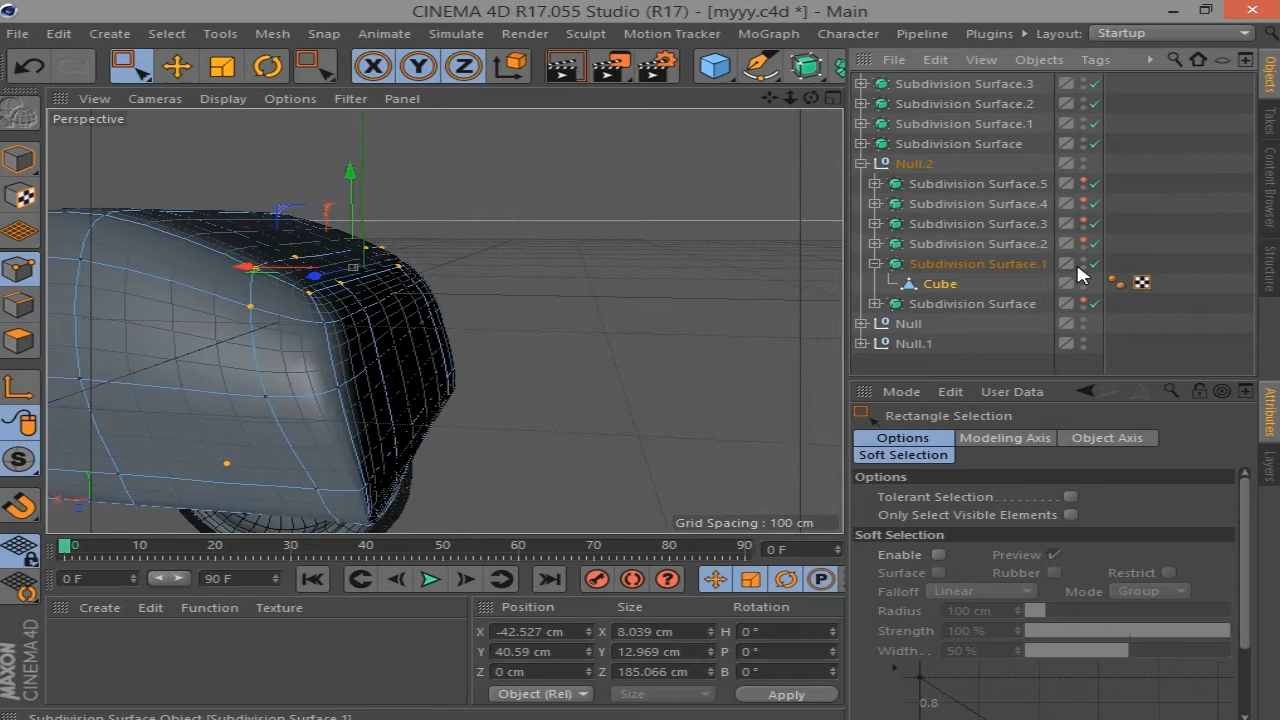 CINEMA 4D R17.055 Studio (R17) - [myyy.c4d *] - Main
File Edit Create Select Tools Mesh Snap Animate Simulate Render Sculpt Motion Tracker MoGraph Character Pipeline Plugins Layout: Startup
X Y Z
File Edit View Objects Tags
View Cameras Display Options Filter Panel
Perspective
Subdivision Surface.3
Subdivision Surface.2
Subdivision Surface.1
Subdivision Surface
Null.2
Subdivision Surface.5
Subdivision Surface.4
Subdivision Surface.3
Subdivision Surface.2
Subdivision Surface.1
Cube
Subdivision Surface
Null
Null.1
Objects
Takes
Content Browser
Structure
Mode Edit User Data
Rectangle Selection
Options Modeling Axis Object Axis
Soft Selection
Options
Tolerant Selection
Only Select Visible Elements
Soft Selection
Enable Preview
Surface Rubber Restrict
Falloff Linear Mode Group
Radius 100 cm
Strength 100 %
Width 50 %
0.8
Attributes
Layers
S
Y
X
Z
Grid Spacing : 100 cm
0 10 20 30 40 50 60 70 80 90 0 F
0 F 90 F
P
Create Edit Function Texture
Position Size Rotation
X -42.527 cm X 8.039 cm H 0 °
Y 40.59 cm Y 12.969 cm P 0 °
Z 0 cm Z 185.066 cm B 0 °
Object (Rel) Size Apply
MAXON
CINEMA 4D
Subdivision Surface Object [Subdivision Surface.1]